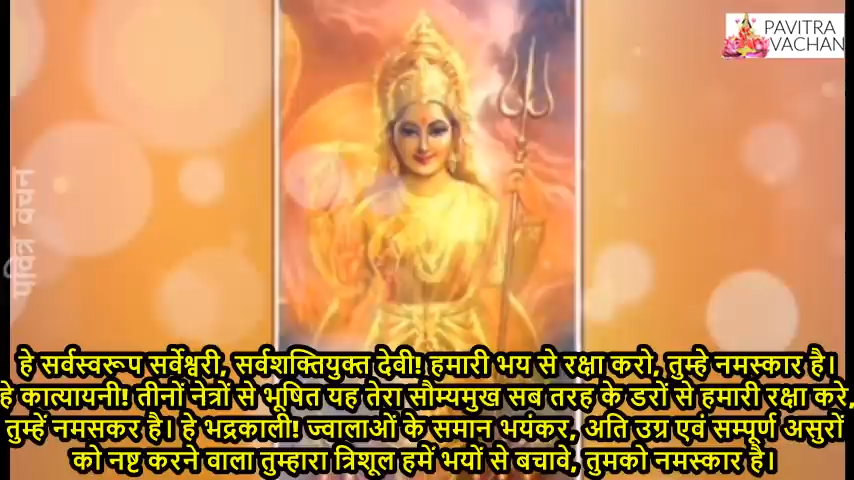 PAVITRA
VACHAN
पवित्र वचन
हे सर्वस्वरूप सर्वेश्वरी, सर्वशक्तियुक्त देवी! हमारी भय से रक्षा करो, तुम्हे नमस्कार है।
हे कात्यायनी! तीनों नेत्रों से भूषित यह तेरा सौम्यमुख सब तरह के डरों से हमारी रक्षा करे,
तुम्हें नमसकर है। हे भद्रकाली! ज्वालाओं के समान भयंकर, अति उग्र एवं सम्पूर्ण असुरों
को नष्ट करने वाला तुम्हारा त्रिशूल हमें भयों से बचावे, तुमको नमस्कार है।